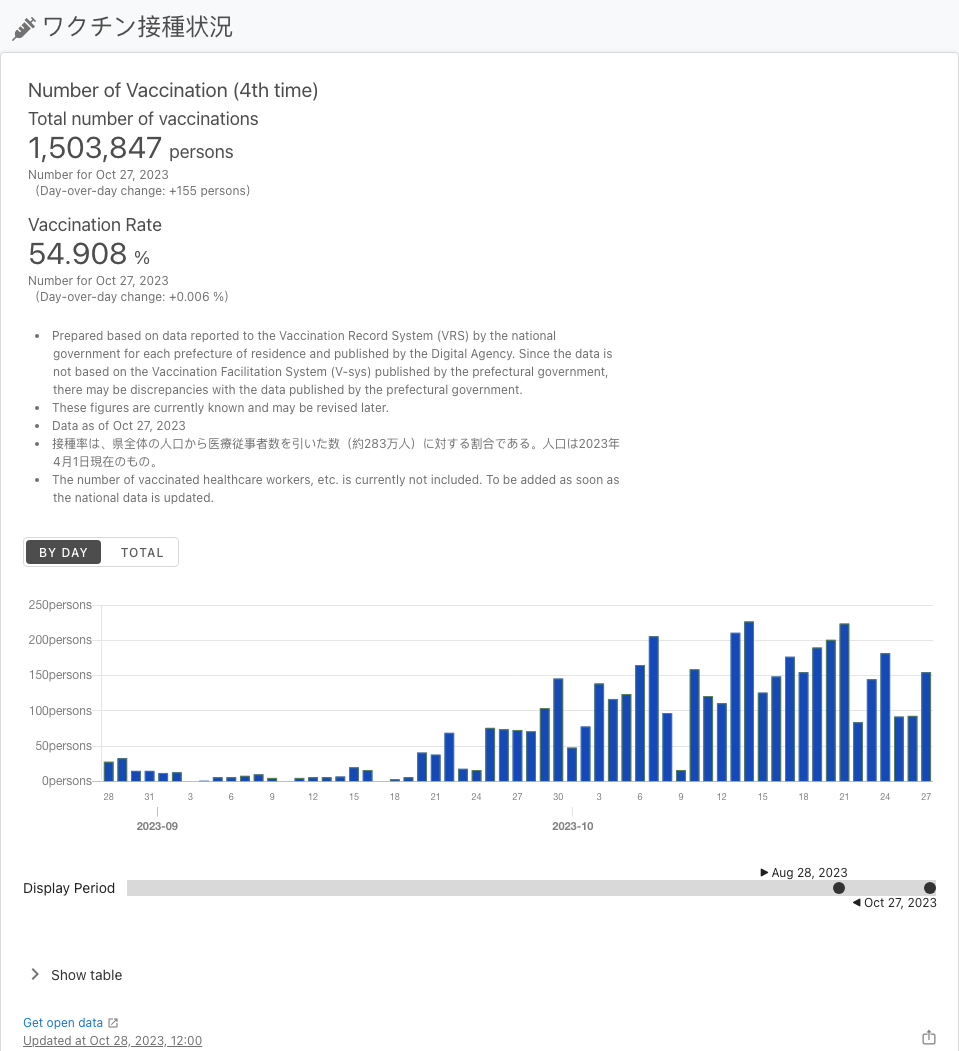 ワクチン接種状況
Number of Vaccination (4th time)
Total number of vaccinations
1,503,847 persons
Number for Oct 27, 2023
(Day-over-day change: +155 persons)
Vaccination Rate
54.908 %
Number for Oct 27, 2023
(Day-over-day change: +0.006 %)
• Prepared based on data reported to the Vaccination Record System (VRS) by the national
government for each prefecture of residence and published by the Digital Agency. Since the data is
not based on the Vaccination Facilitation System (V-sys) published by the prefectural government,
there may be discrepancies with the data published by the prefectural government.
• These figures are currently known and may be revised later.
• Data as of Oct 27, 2023
• 接種率は、県全体の人口から医療従事者数を引いた数（約283万人）に対する割合である。人口は2023年
4月1日現在のもの。
• The number of vaccinated healthcare workers, etc. is currently not included. To be added as soon as
the national data is updated.
BY DAY TOTAL
250persons
200persons
150persons
100persons
50persons
0persons
28 31 3 6 9 12 15 18 21 24 27 30 3 6 9 12 15 18 21 24 27
2023-09 2023-10
Aug 28, 2023
Display Period
Oct 27, 2023
Show table
Get open data
Updated at Oct 28, 2023, 12:00